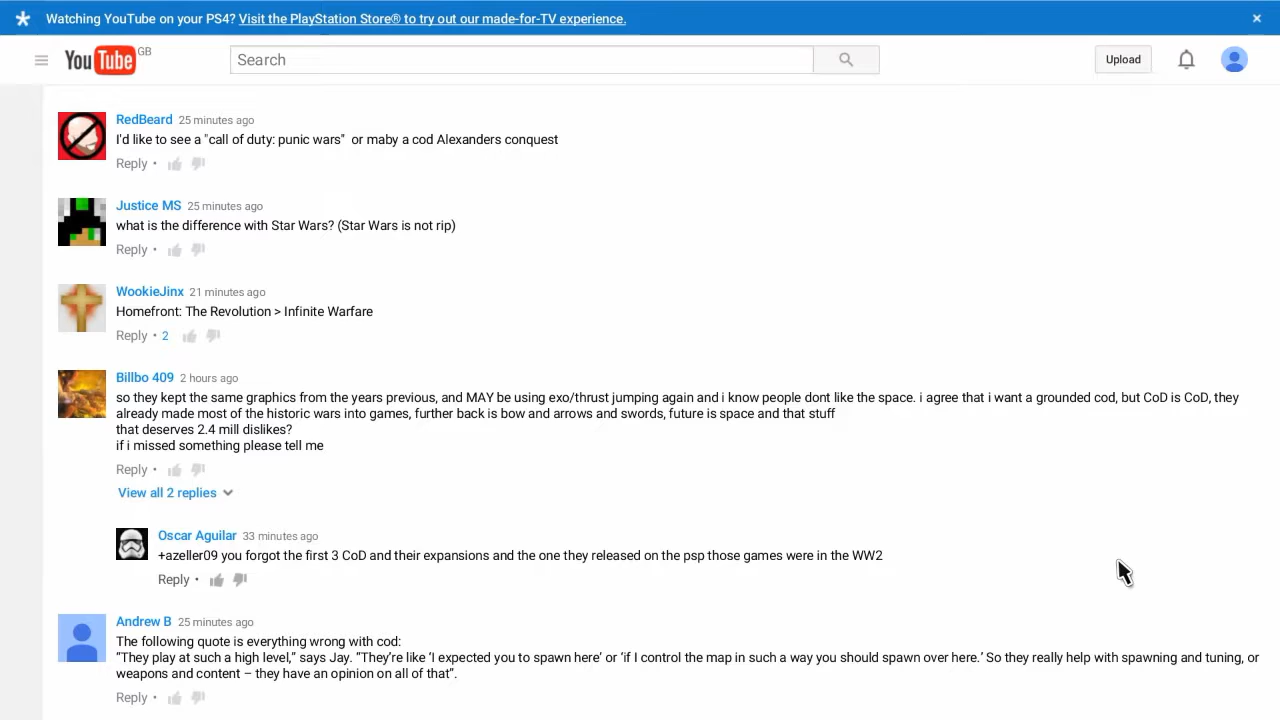 Watching YouTube on your PS4? Visit the PlayStation Store® to try out our made-for-TV experience.
YouTube GB
Search
Upload
RedBeard 25 minutes ago
I'd like to see a "call of duty: punic wars"  or maby a cod Alexanders conquest
Reply •
Justice MS 25 minutes ago
what is the difference with Star Wars? (Star Wars is not rip)
Reply •
WookieJinx 21 minutes ago
Homefront: The Revolution > Infinite Warfare
Reply • 2
Billbo 409 2 hours ago
so they kept the same graphics from the years previous, and MAY be using exo/thrust jumping again and i know people dont like the space. i agree that i want a grounded cod, but CoD is CoD, they
already made most of the historic wars into games, further back is bow and arrows and swords, future is space and that stuff
that deserves 2.4 mill dislikes?
if i missed something please tell me
Reply •
View all 2 replies
Oscar Aguilar 33 minutes ago
+azeller09 you forgot the first 3 CoD and their expansions and the one they released on the psp those games were in the WW2
Reply •
Andrew B 25 minutes ago
The following quote is everything wrong with cod:
“They play at such a high level,” says Jay. “They’re like ‘I expected you to spawn here’ or ‘if I control the map in such a way you should spawn over here.’ So they really help with spawning and tuning, or
weapons and content – they have an opinion on all of that”.
Reply •